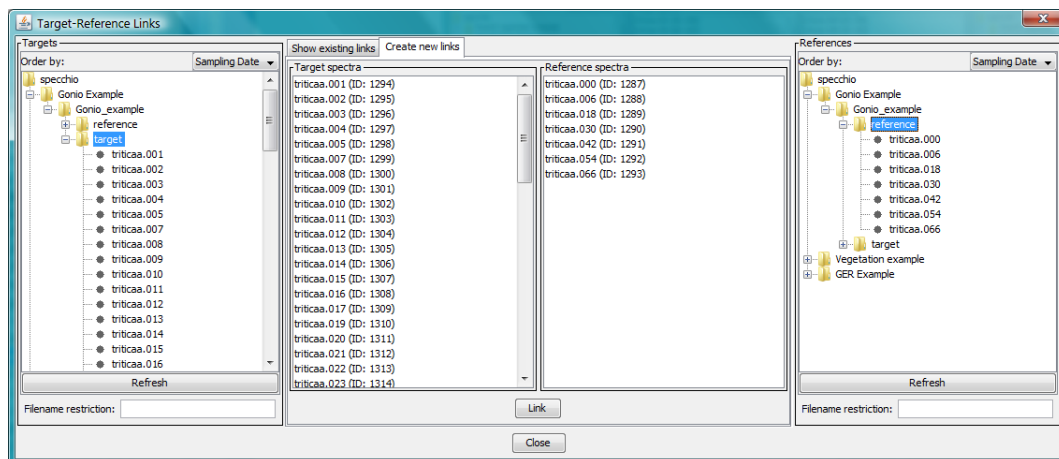 Target-Reference Links
Targets
Order by: Sampling Date
specchio
Gonio Example
Gonio_example
reference
target
triticaa.001
triticaa.002
triticaa.003
triticaa.004
triticaa.005
triticaa.007
triticaa.008
triticaa.009
triticaa.010
triticaa.011
triticaa.012
triticaa.013
triticaa.014
triticaa.015
triticaa.016
Refresh
Filename restriction:
Show existing links
Create new links
Target spectra
triticaa.001 (ID: 1294)
triticaa.002 (ID: 1295)
triticaa.003 (ID: 1296)
triticaa.004 (ID: 1297)
triticaa.005 (ID: 1298)
triticaa.007 (ID: 1299)
triticaa.008 (ID: 1300)
triticaa.009 (ID: 1301)
triticaa.010 (ID: 1302)
triticaa.011 (ID: 1303)
triticaa.012 (ID: 1304)
triticaa.013 (ID: 1305)
triticaa.014 (ID: 1306)
triticaa.015 (ID: 1307)
triticaa.016 (ID: 1308)
triticaa.017 (ID: 1309)
triticaa.019 (ID: 1310)
triticaa.020 (ID: 1311)
triticaa.021 (ID: 1312)
triticaa.022 (ID: 1313)
triticaa.023 (ID: 1314)
Reference spectra
triticaa.000 (ID: 1287)
triticaa.006 (ID: 1288)
triticaa.018 (ID: 1289)
triticaa.030 (ID: 1290)
triticaa.042 (ID: 1291)
triticaa.054 (ID: 1292)
triticaa.066 (ID: 1293)
Link
Close
References
Order by: Sampling Date
specchio
Gonio Example
Gonio_example
reference
triticaa.000
triticaa.006
triticaa.018
triticaa.030
triticaa.042
triticaa.054
triticaa.066
target
Vegetation example
GER Example
Refresh
Filename restriction: